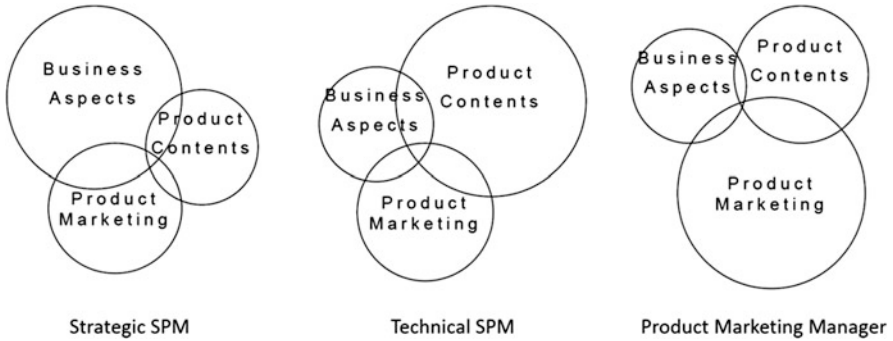 Business
Aspects
Product
Contents
Product
Marketing
Strategic SPM
Business
Aspects
Product
Contents
Product
Marketing
Technical SPM
Business
Aspects
Product
Contents
Product
Marketing
Product Marketing Manager